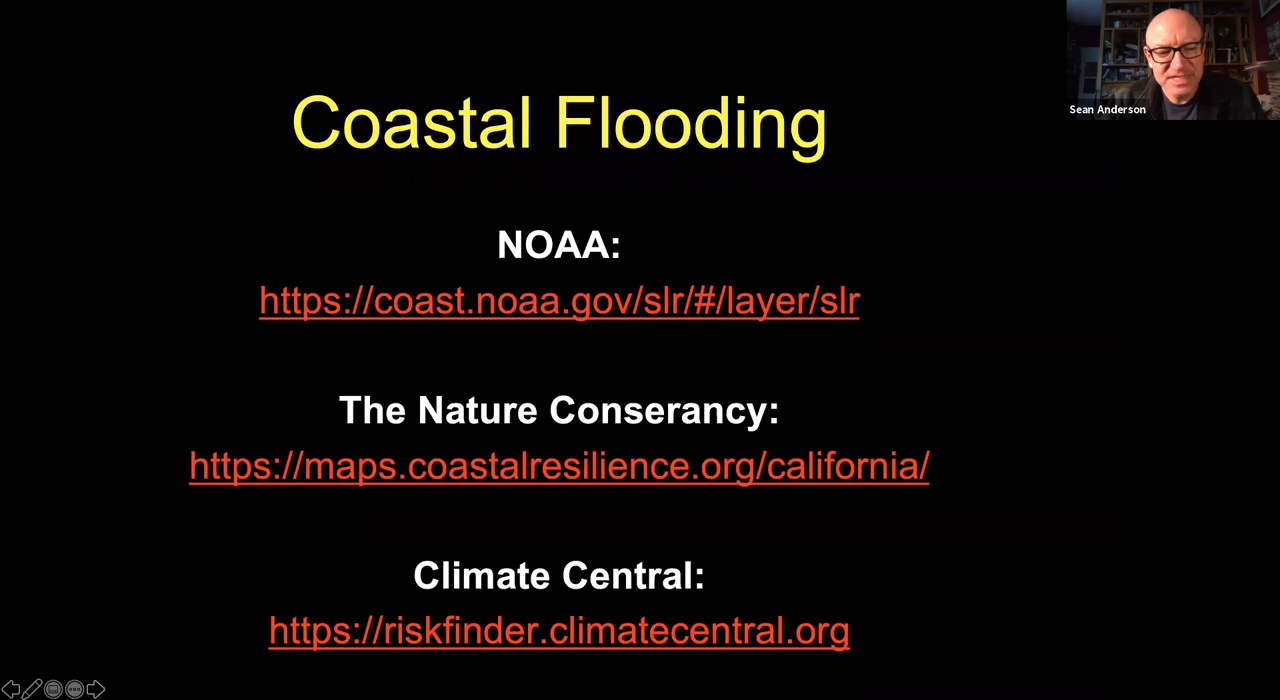 Sean Anderson
Coastal Flooding
NOAA:
https://coast.noaa.gov/slr/#/layer/slr
The Nature Conserancy:
https://maps.coastalresilience.org/california/
Climate Central:
https://riskfinder.climatecentral.org